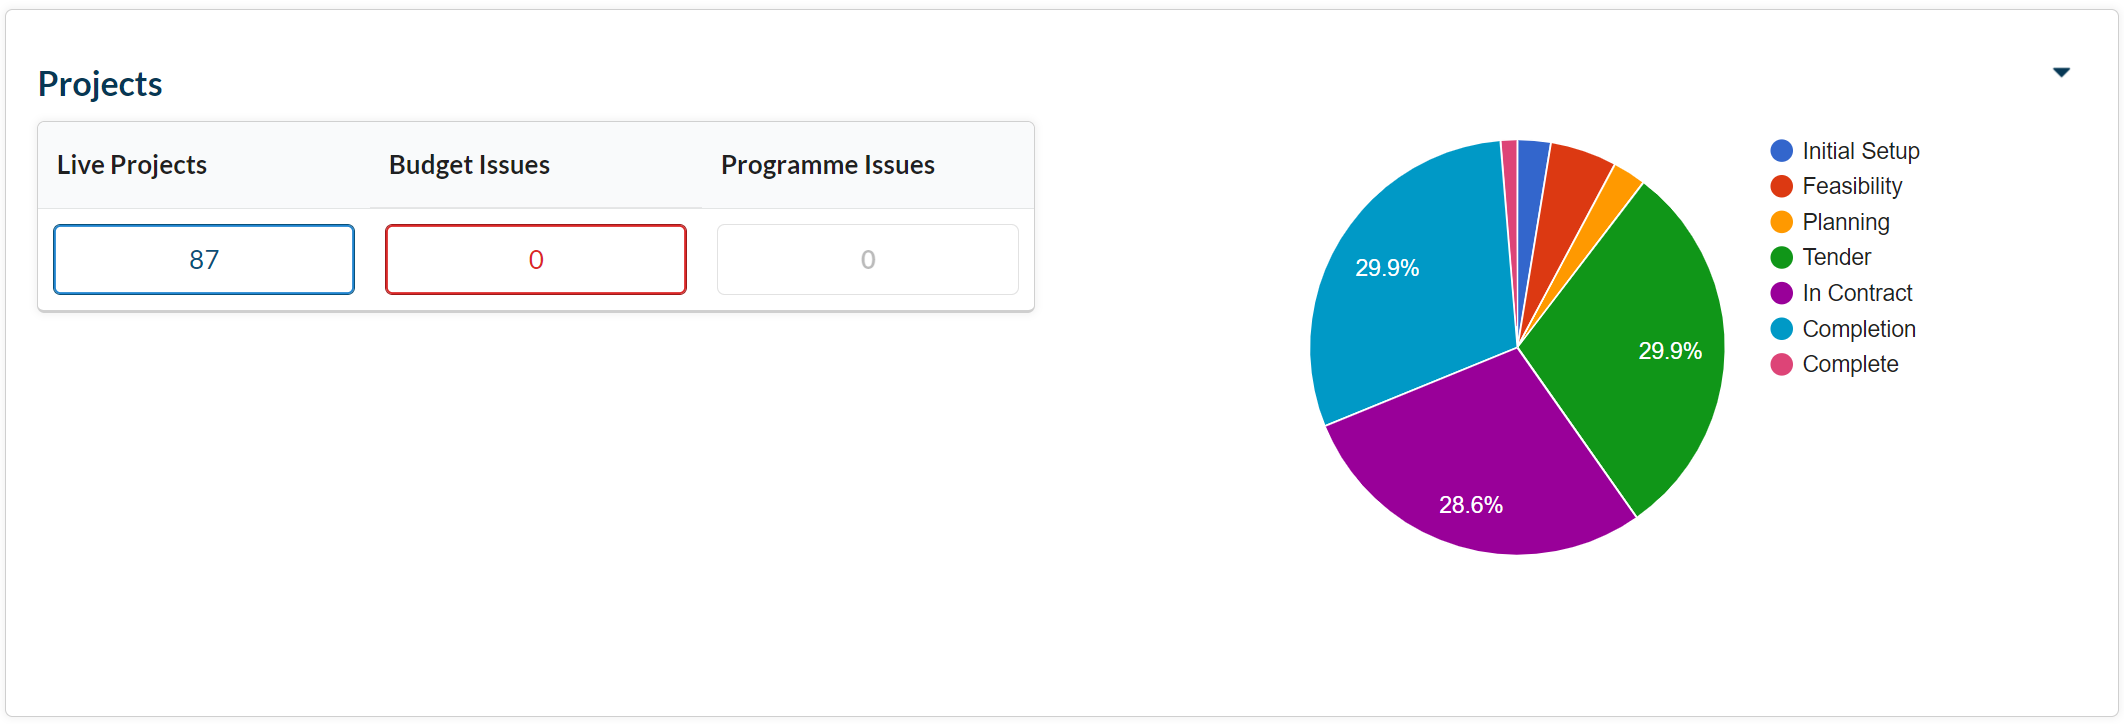 Projects
Live Projects Budget Issues Programme Issues
87 0 0
Initial Setup
Feasibility
Planning
Tender
In Contract
Completion
Complete
29.9%
29.9%
28.6%